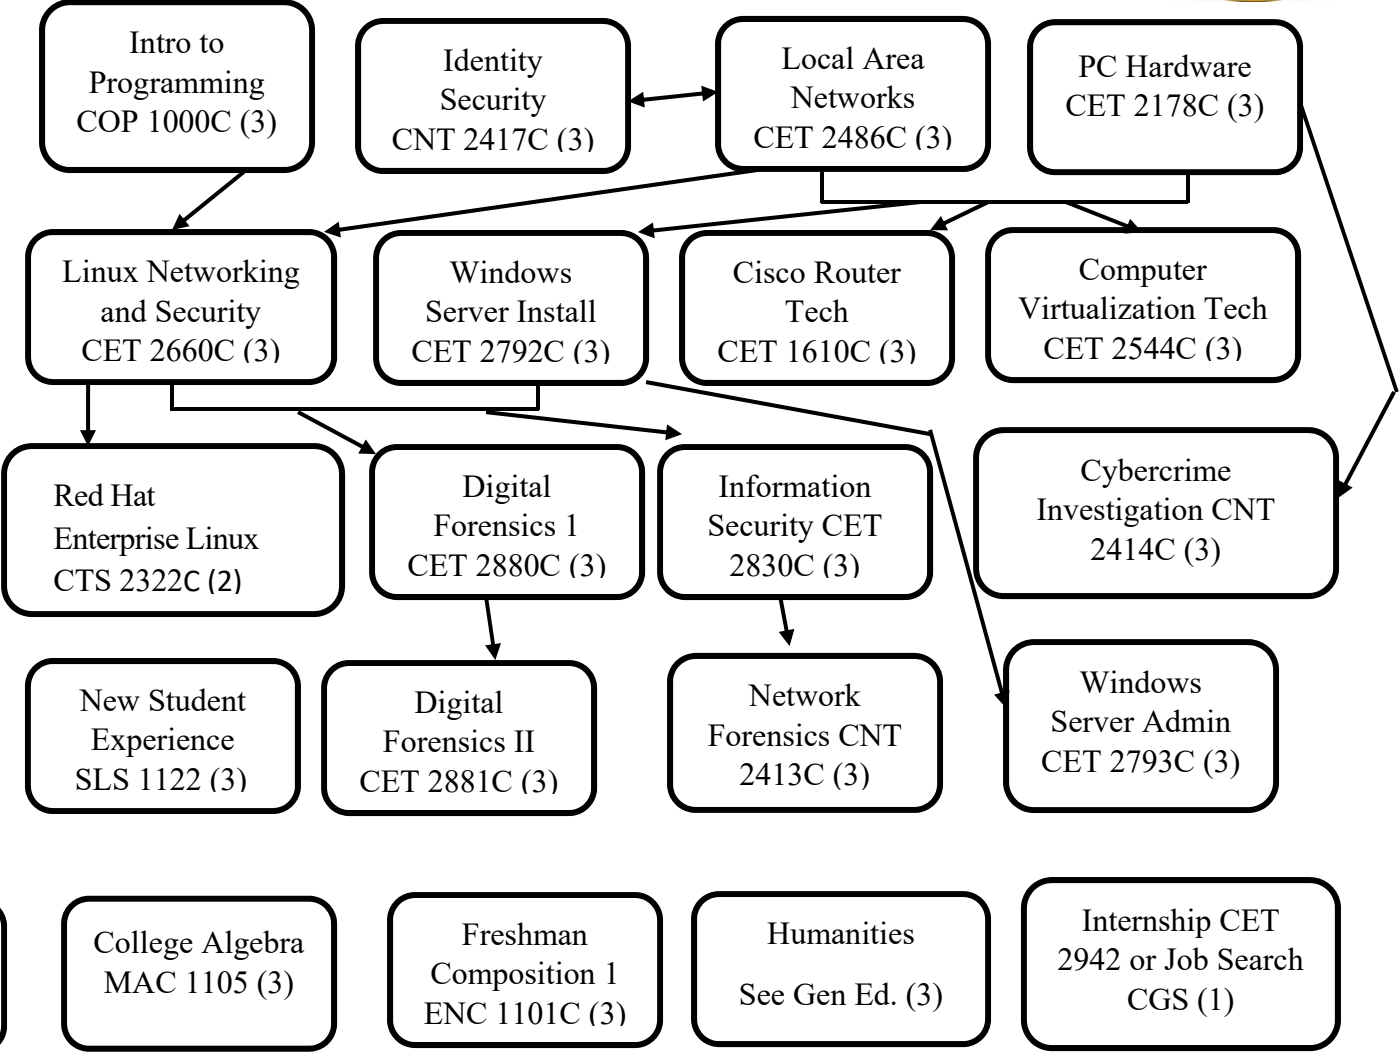 Intro to
Programming
COP 1000C (3)
Identity
Security
CNT 2417C (3)
Local Area
Networks
CET 2486C (3)
PC Hardware
CET 2178C (3)
Linux Networking
and Security
CET 2660C (3)
Windows
Server Install
CET 2792C (3)
Cisco Router
Tech
CET 1610C (3)
Computer
Virtualization Tech
CET 2544C (3)
Red Hat
Enterprise Linux
CTS 2322C (2)
Digital
Forensics 1
CET 2880C (3)
Information
Security CET
2830C (3)
Cybercrime
Investigation CNT
2414C (3)
New Student
Experience
SLS 1122 (3)
Digital
Forensics II
CET 2881C (3)
Network
Forensics CNT
2413C (3)
Windows
Server Admin
CET 2793C (3)
College Algebra
MAC 1105 (3)
Freshman
Composition 1
ENC 1101C (3)
Humanities
See Gen Ed. (3)
Internship CET
2942 or Job Search
CGS (1)